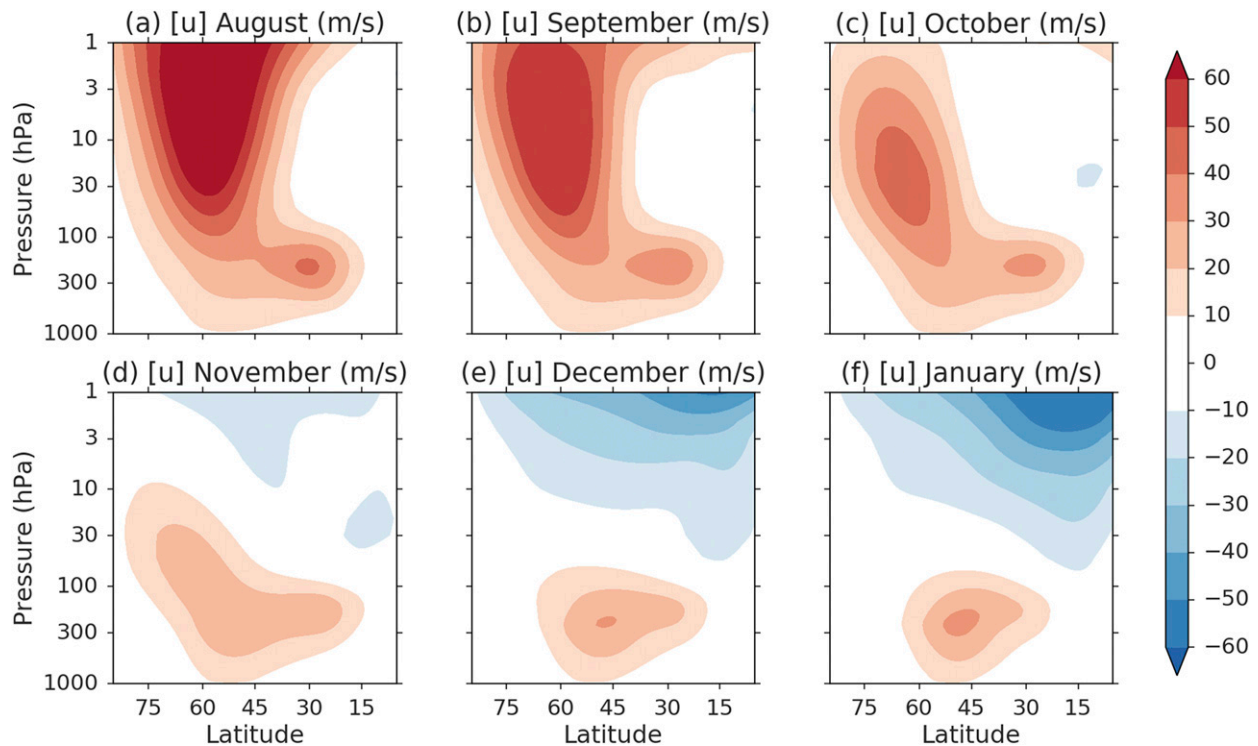 (a) [u] August (m/s)
(b) [u] September (m/s)
(c) [u] October (m/s)
Pressure (hPa)
1
3
10
30
100
300
1000
(d) [u] November (m/s)
(e) [u] December (m/s)
(f) [u] January (m/s)
Pressure (hPa)
1
3
10
30
100
300
1000
75 60 45 30 15
75 60 45 30 15
75 60 45 30 15
Latitude
Latitude
Latitude
60
50
40
30
20
10
0
−10
−20
−30
−40
−50
−60